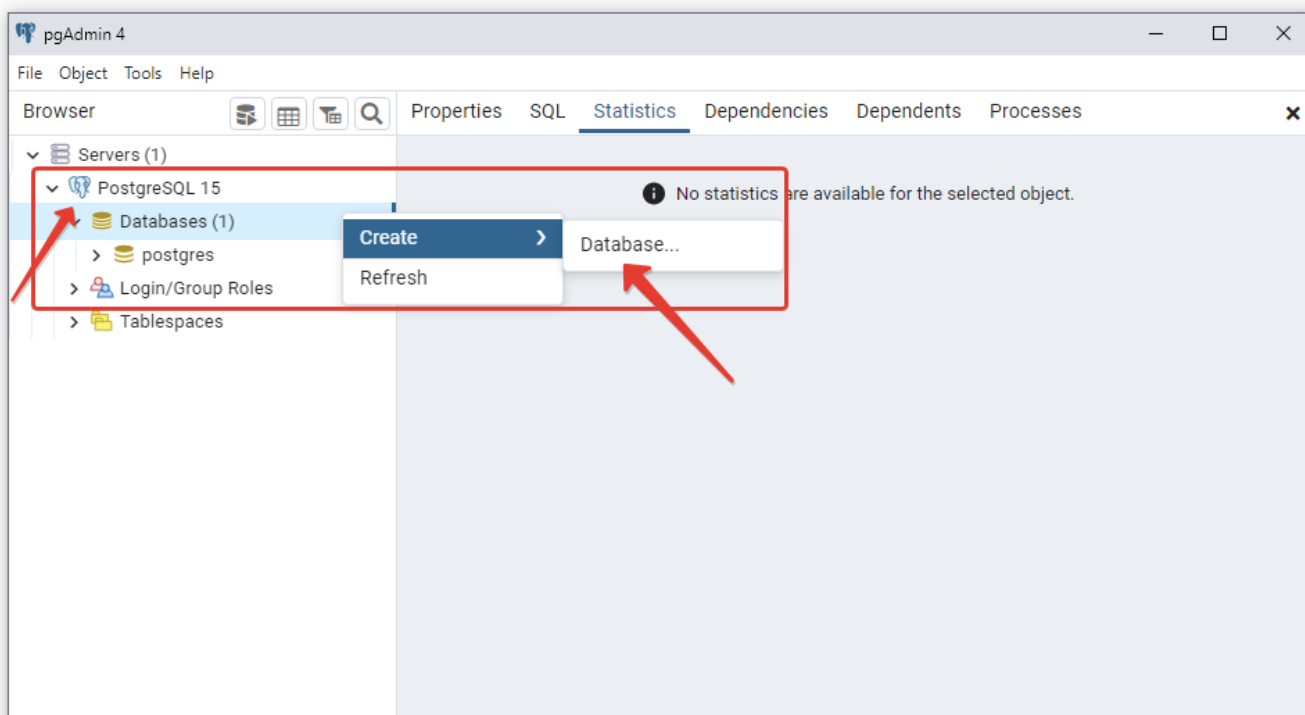 pgAdmin 4
File Object Tools Help
Browser Properties SQL Statistics Dependencies Dependents Processes
Servers (1)
PostgreSQL 15
No statistics are available for the selected object.
Databases (1)
Create
Database...
postgres
Refresh
Login/Group Roles
Tablespaces